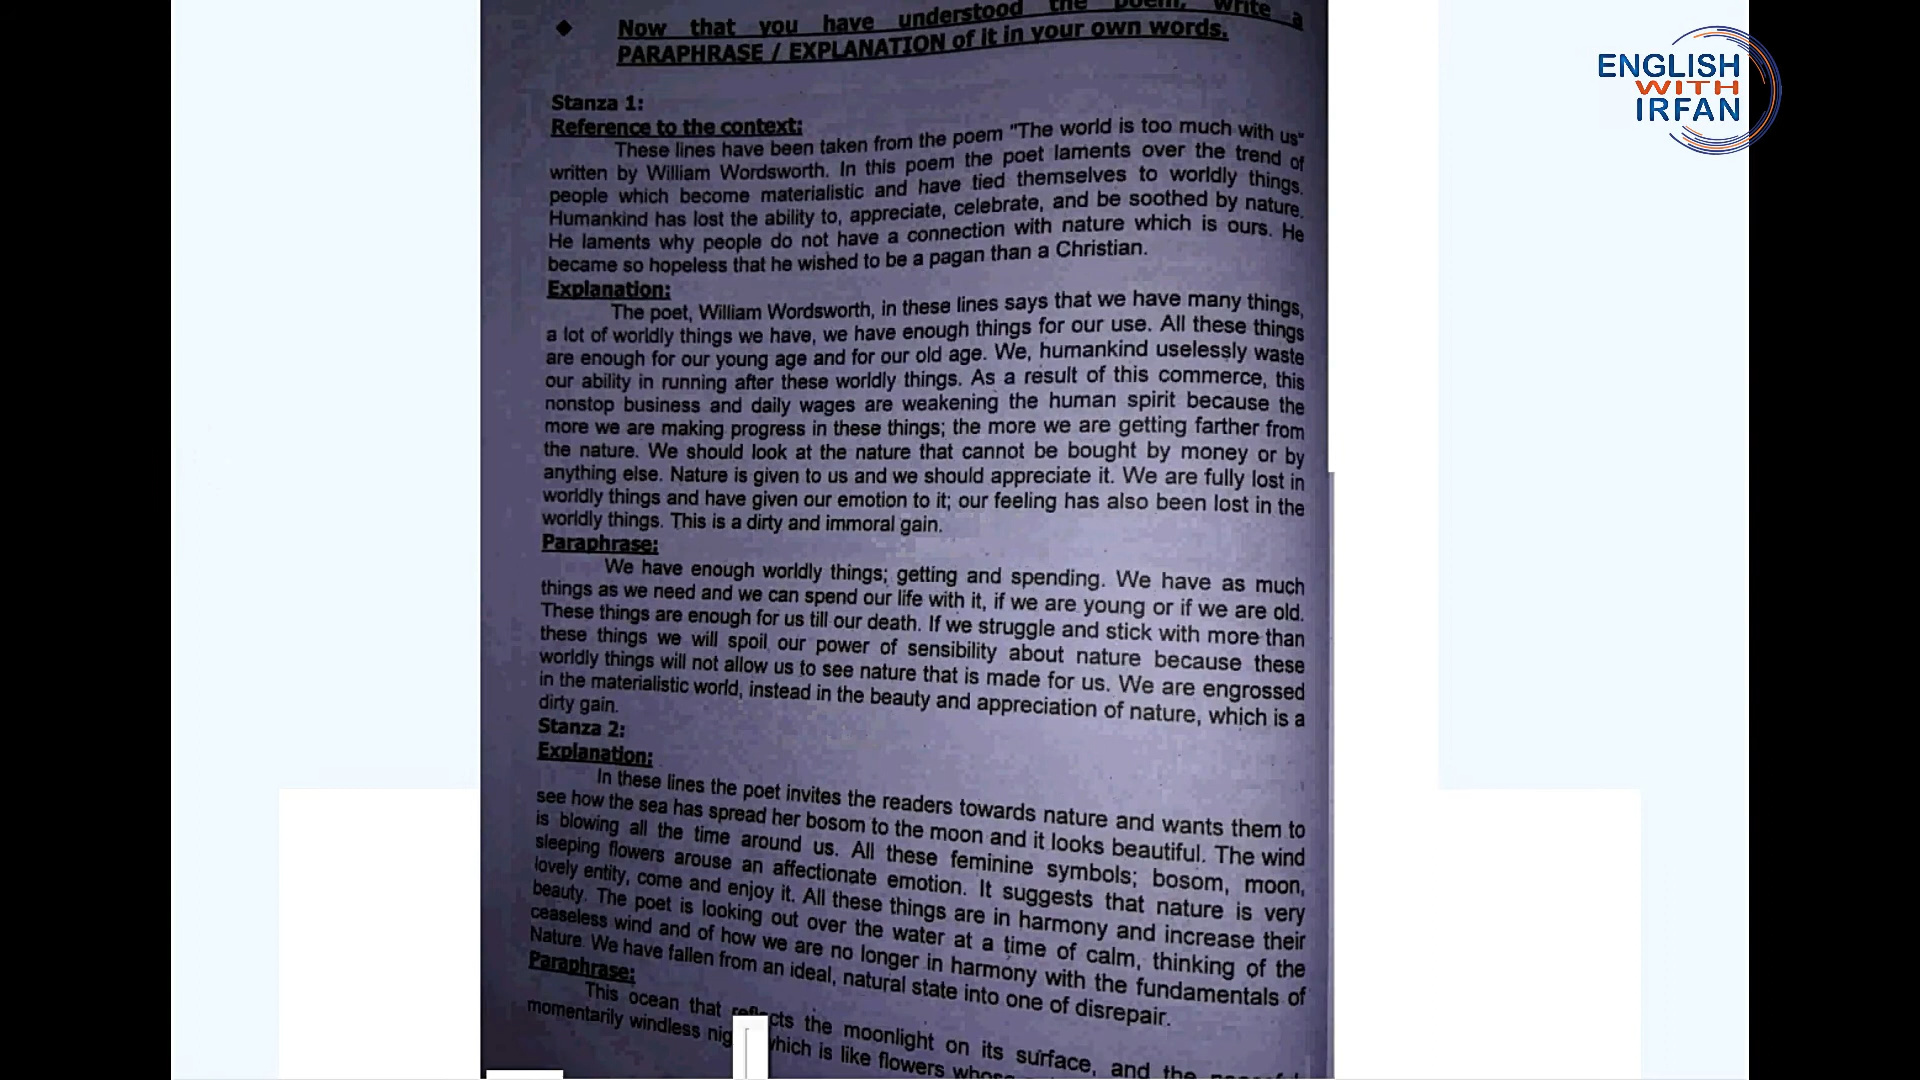 Now that you have understood the poem, write a
PARAPHRASE / EXPLANATION of it in your own words.
Stanza 1:
Reference to the context:
These lines have been taken from the poem "The world is too much with us"
written by William Wordsworth. In this poem the poet laments over the trend of
people which become materialistic and have tied themselves to worldly things.
Humankind has lost the ability to, appreciate, celebrate, and be soothed by nature.
He laments why people do not have a connection with nature which is ours. He
became so hopeless that he wished to be a pagan than a Christian.
Explanation:
The poet, William Wordsworth, in these lines says that we have many things,
a lot of worldly things we have, we have enough things for our use. All these things
are enough for our young age and for our old age. We, humankind uselessly waste
our ability in running after these worldly things. As a result of this commerce, this
nonstop business and daily wages are weakening the human spirit because the
more we are making progress in these things; the more we are getting farther from
the nature. We should look at the nature that cannot be bought by money or by
anything else. Nature is given to us and we should appreciate it. We are fully lost in
worldly things and have given our emotion to it; our feeling has also been lost in the
worldly things. This is a dirty and immoral gain.
Paraphrase:
We have enough worldly things; getting and spending. We have as much
things as we need and we can spend our life with it, if we are young or if we are old.
These things are enough for us till our death. If we struggle and stick with more than
these things we will spoil our power of sensibility about nature because these
worldly things will not allow us to see nature that is made for us. We are engrossed
in the materialistic world, instead in the beauty and appreciation of nature, which is a
dirty gain.
Stanza 2:
Explanation:
In these lines the poet invites the readers towards nature and wants them to
see how the sea has spread her bosom to the moon and it looks beautiful. The wind
is blowing all the time around us. All these feminine symbols; bosom, moon,
sleeping flowers arouse an affectionate emotion. It suggests that nature is very
lovely entity, come and enjoy it. All these things are in harmony and increase their
beauty. The poet is looking out over the water at a time of calm, thinking of the
ceaseless wind and of how we are no longer in harmony with the fundamentals of
Nature. We have fallen from an ideal, natural state into one of disrepair.
Paraphrase:
This ocean that reflects the moonlight on its surface, and the
momentarily windless which is like flowers whose
ENGLISH
WITH
IRFAN